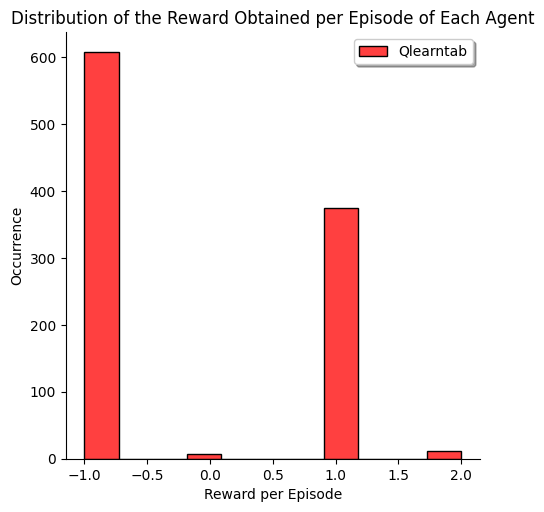 Distribution of the Reward Obtained per Episode of Each Agent
Qlearntab
600
500
400
300
200
100
0
Occurrence
−1.0 −0.5 0.0 0.5 1.0 1.5 2.0
Reward per Episode